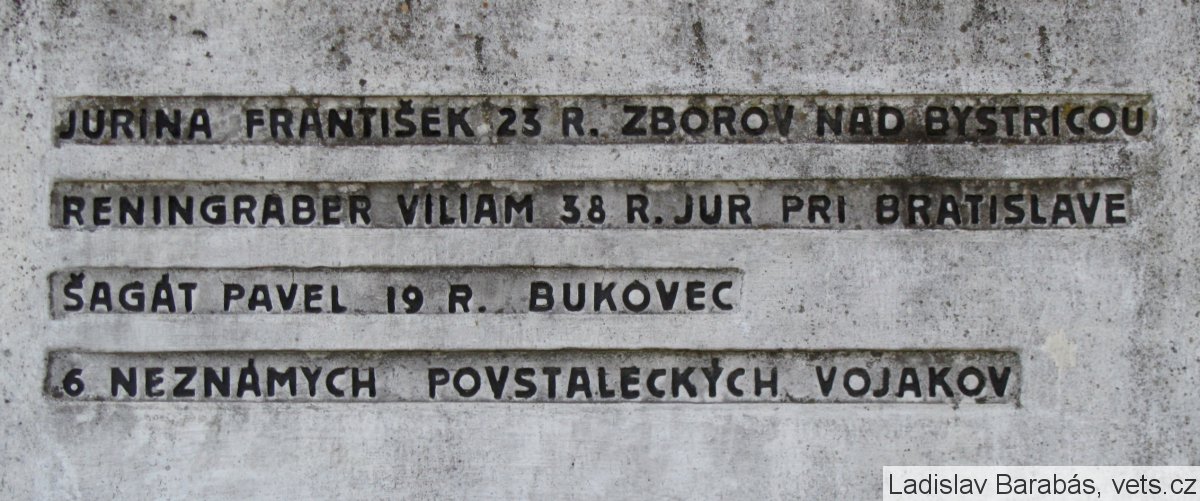 JURINA FRANTIŠEK 23 R. ZBOROV NAD BYSTRICOU
RENINGRABER VILIAM 38 R. JUR PRI BRATISLAVE
ŠAGÁT PAVEL 19 R. BUKOVEC
6 NEZNÁMYCH POVSTALECKÝCH VOJAKOV
Ladislav Barabás, vets.cz